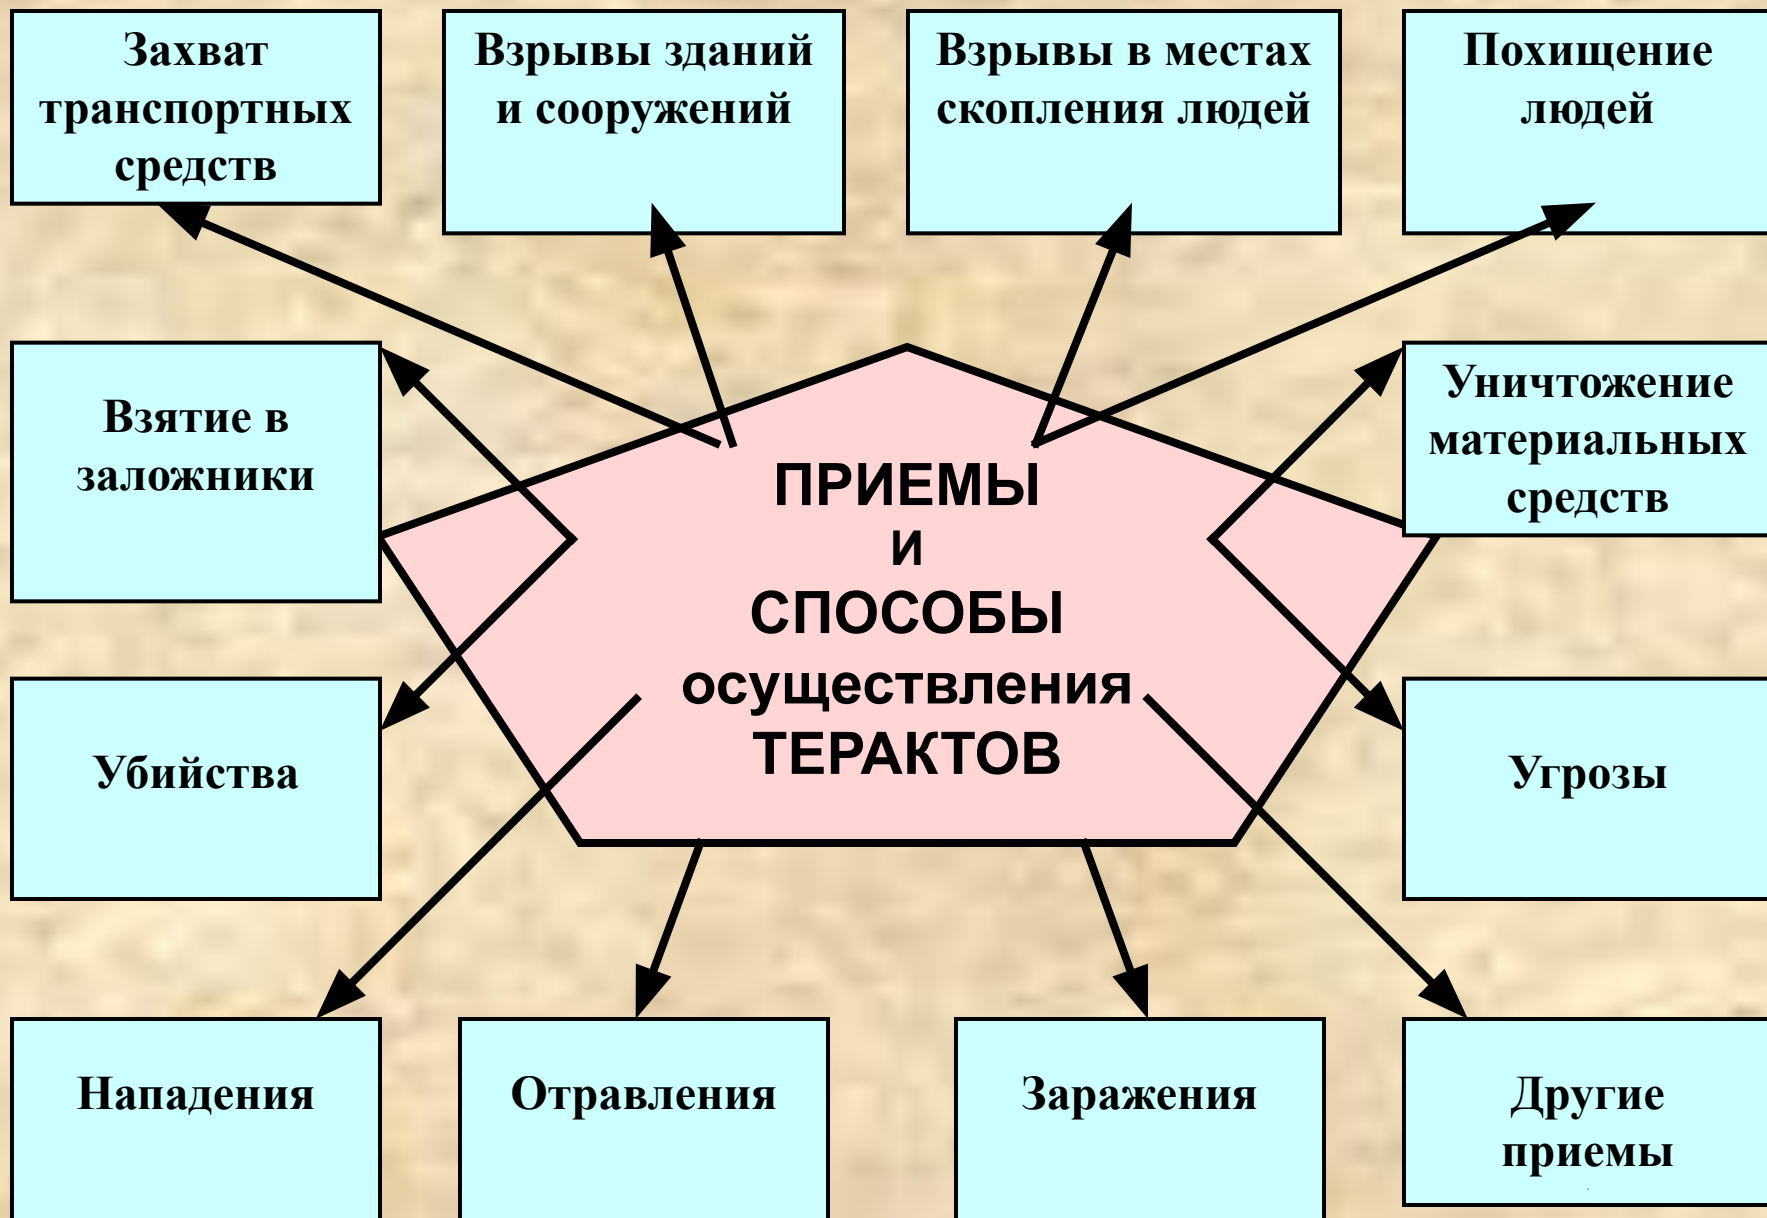 Захват
транспортных
средств
Взрывы зданий
и сооружений
Взрывы в местах
скопления людей
Похищение
людей
Взятие в
заложники
Уничтожение
материальных
средств
ПРИЕМЫ
И
СПОСОБЫ
осуществления
ТЕРАКТОВ
Убийства
Угрозы
Нападения
Отравления
Заражения
Другие
приемы